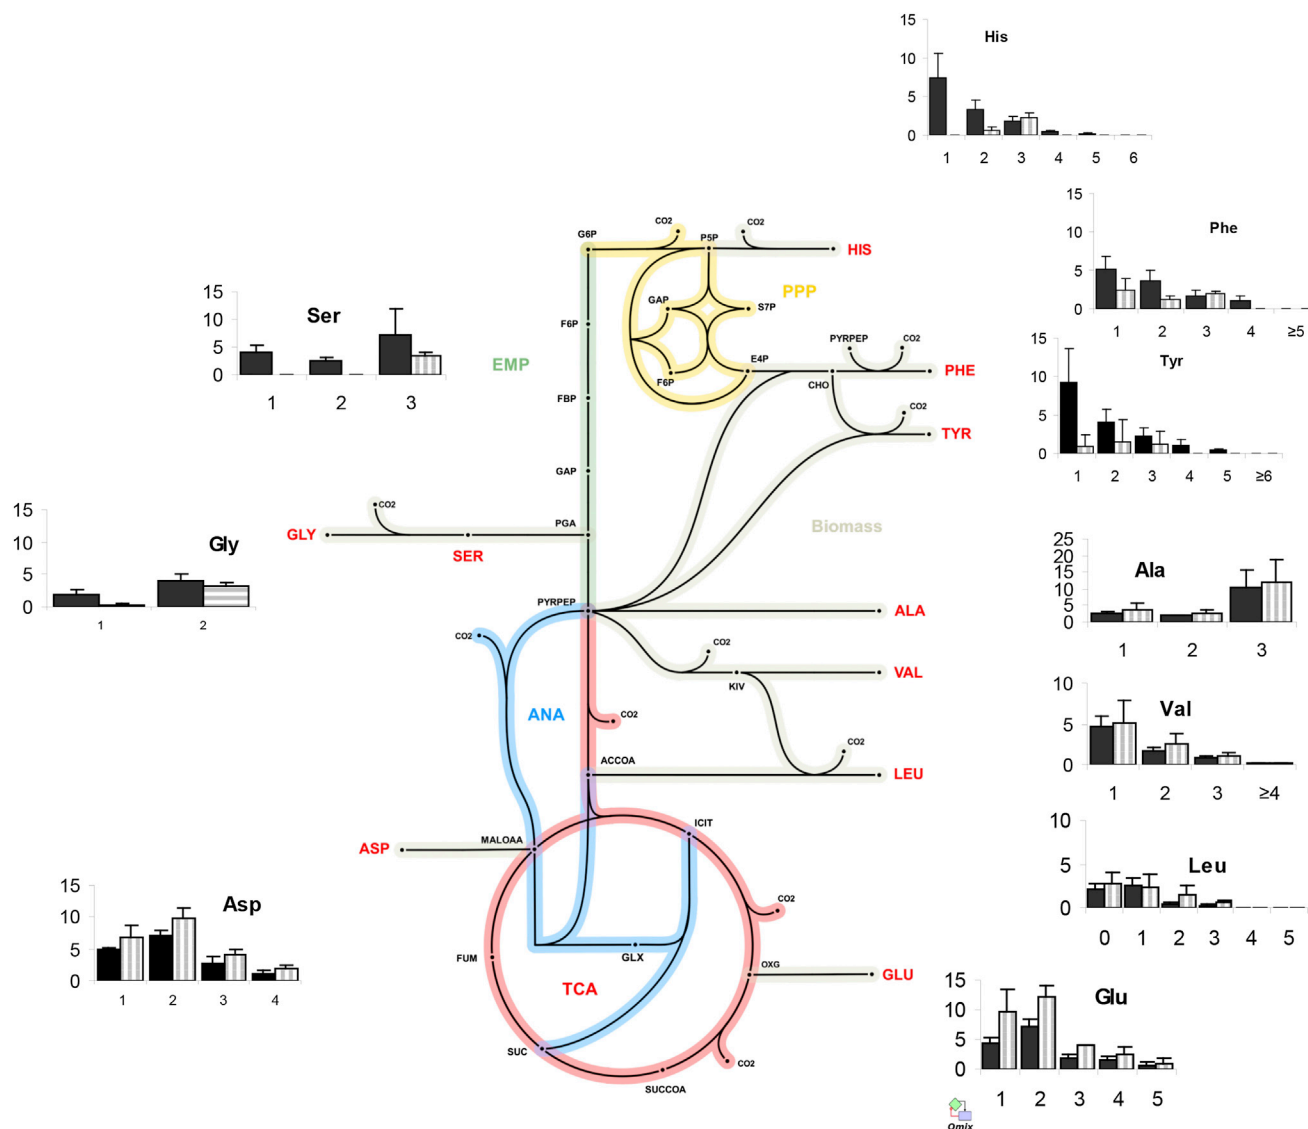 His
15
10
5
0
1 2 3 4 5 6
Phe
15
10
5
0
1 2 3 4 ≥5
Tyr
15
10
5
0
1 2 3 4 5 ≥6
Ser
15
10
5
0
1 2 3
Gly
15
10
5
0
1 2
Ala
25
20
15
10
5
0
1 2 3
Val
10
5
0
1 2 3 ≥4
Leu
10
5
0
0 1 2 3 4 5
Asp
15
10
5
0
1 2 3 4
Glu
15
10
5
0
1 2 3 4 5
CO2
CO2
G6P
P5P
HIS
PPP
GAP
S7P
F6P
EMP
F6P
E4P
PYRPEP
CO2
PHE
CHO
FBP
CO2
TYR
GAP
CO2
PGA
GLY
SER
Biomass
PYRPEP
ALA
CO2
CO2
VAL
KIV
ANA
CO2
CO2
ACCOA
LEU
ICIT
MALOAA
ASP
CO2
FUM
GLX
OXG
GLU
TCA
SUC
CO2
SUCCOA
Omix